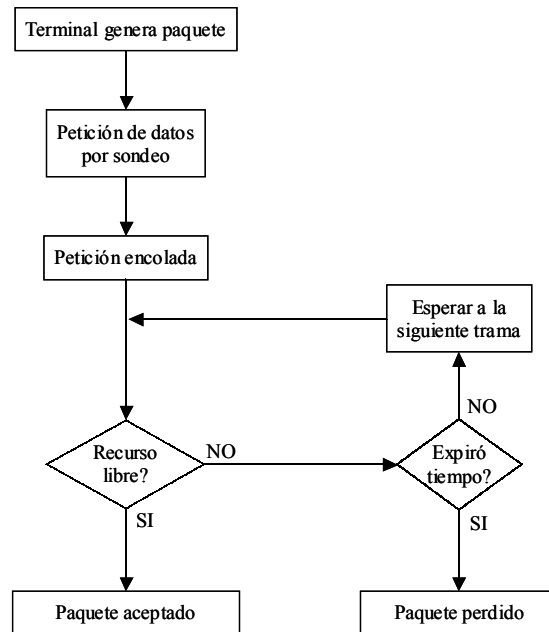 Terminal genera paquete
Petición de datos
por sondeo
Petición encolada
Esperar a la
siguiente trama
NO
Recurso
libre?
NO
Expiró
tiempo?
SI
SI
Paquete aceptado
Paquete perdido